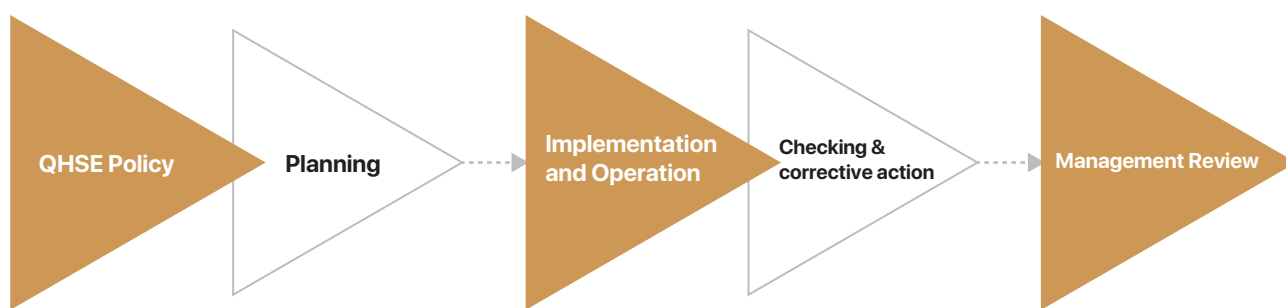 QHSE Policy
Planning
Implementation
and Operation
Checking &
corrective action
Management Review